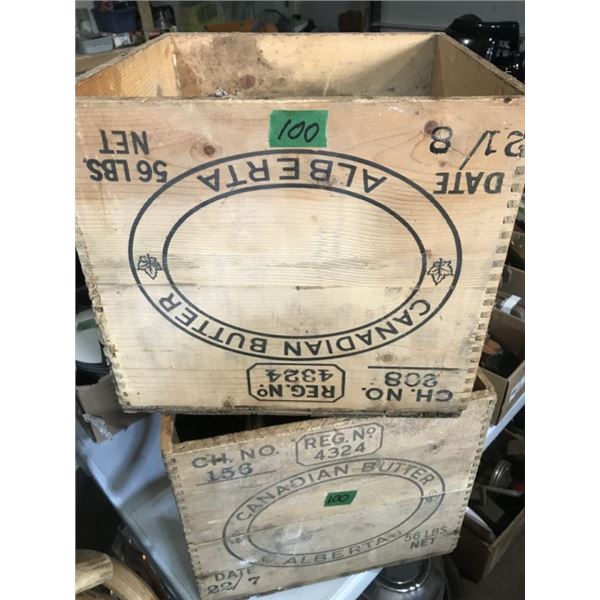 100
56 LBS.
NET
ALBERTA
DATE
21/8
CANADIAN BUTTER
REG. Nº
4324
CH. NO.
208
CH. NO.
156
REG. Nº
4324
CANADIAN BUTTER
100
ALBERTA
56 LBS
NET
DATE
22/7